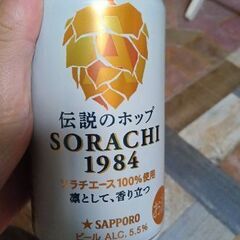 伝説のホップ
SORACHI
1984
ソラチエース100%使用
凛として、香り立つ
★SAPPORO
ビール ALC. 5.5%